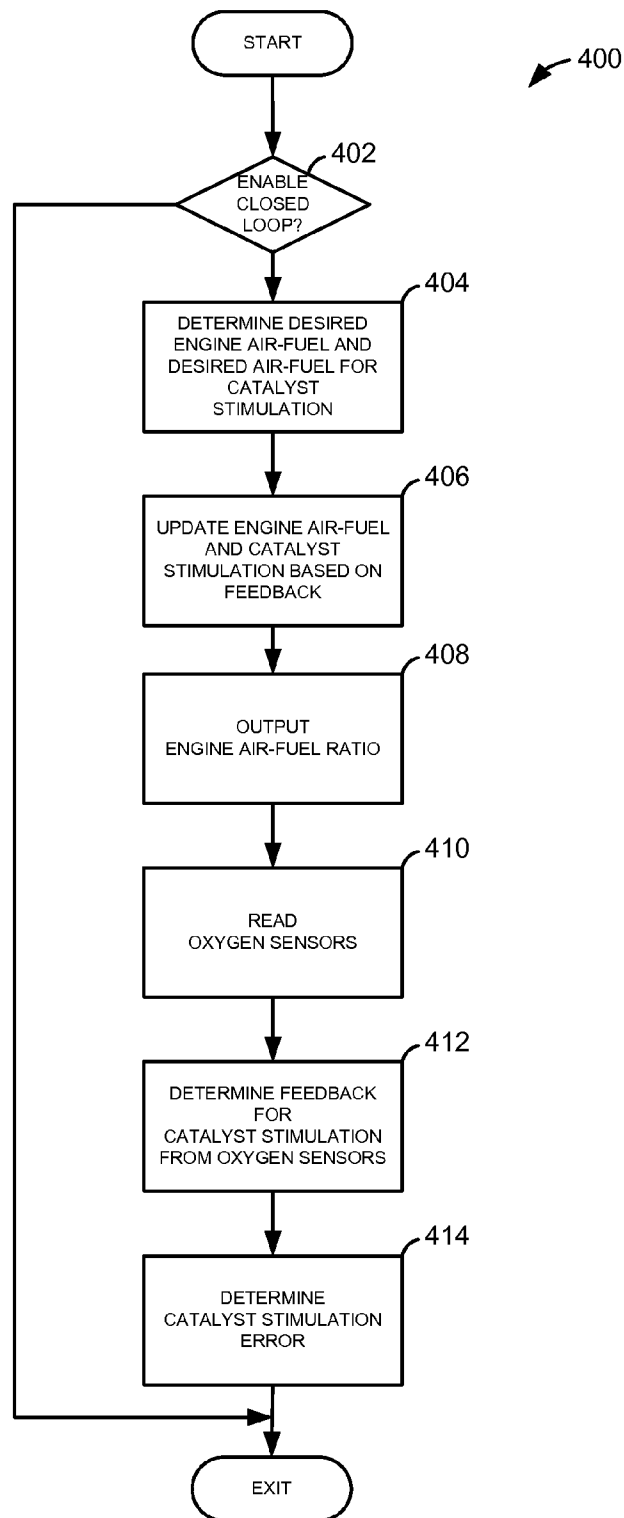 START
400
402
ENABLE
CLOSED
LOOP?
404
DETERMINE DESIRED
ENGINE AIR-FUEL AND
DESIRED AIR-FUEL FOR
CATALYST
STIMULATION
406
UPDATE ENGINE AIR-FUEL
AND CATALYST
STIMULATION BASED ON
FEEDBACK
408
OUTPUT
ENGINE AIR-FUEL RATIO
410
READ
OXYGEN SENSORS
412
DETERMINE FEEDBACK
FOR
CATALYST STIMULATION
FROM OXYGEN SENSORS
414
DETERMINE
CATALYST STIMULATION
ERROR
EXIT